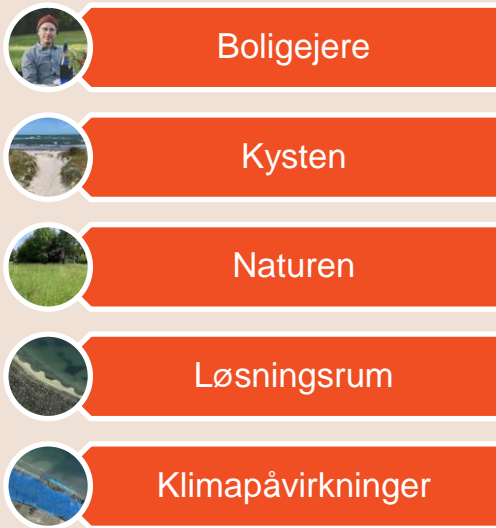 Boligejere
Kysten
Naturen
Løsningsrum
Klimapåvirkninger